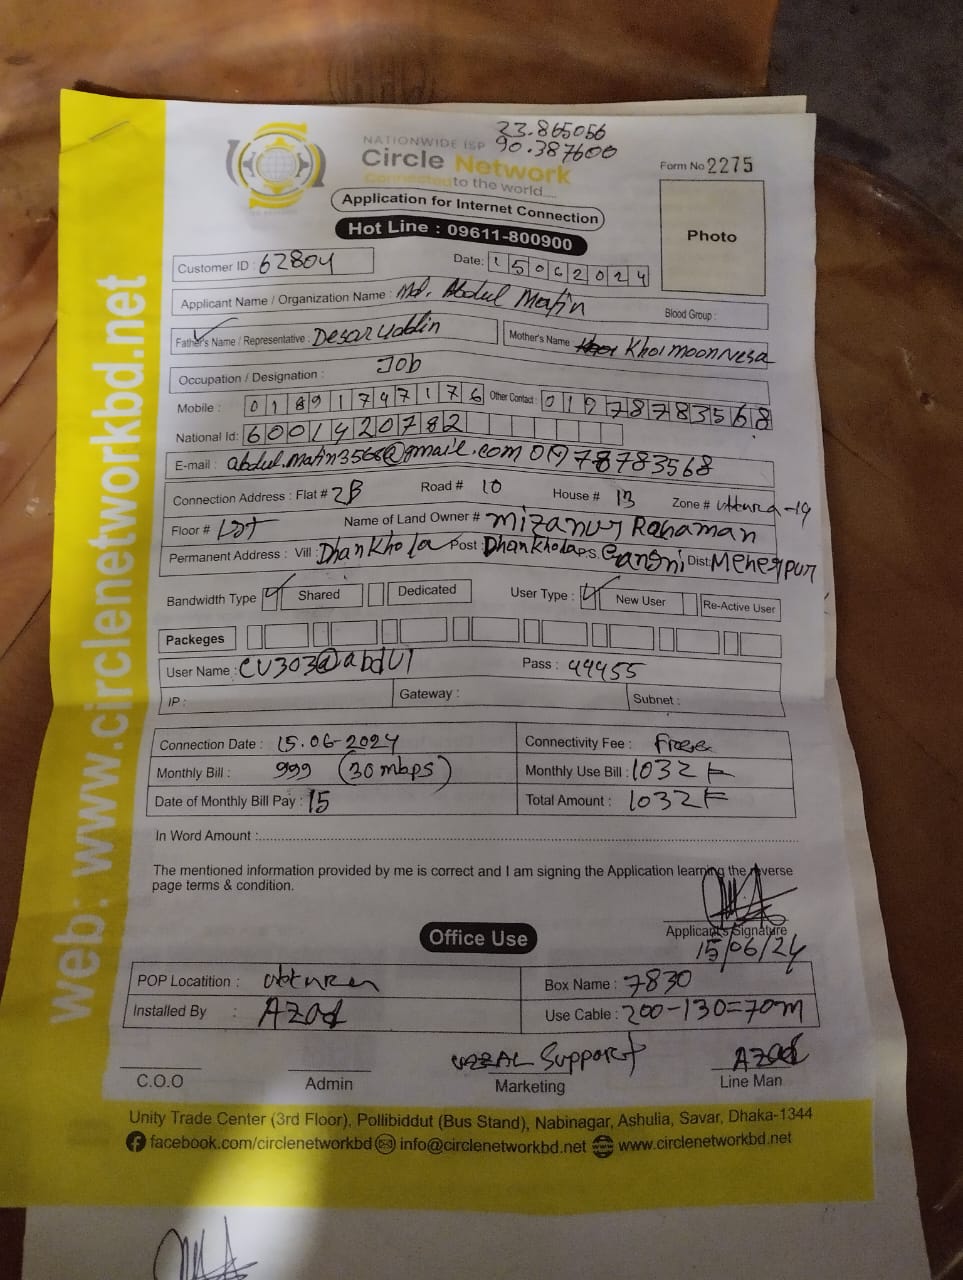 23.865056
90.387600
NATIONWIDE ISP
Circle Network
Connected to the world....
Form No 2275
Application for Internet Connection
Hot Line : 09611-800900
Photo
Customer ID : 62804
Date: 15062024
Applicant Name / Organization Name : Md. Abdul Matin
Blood Group :
Father's Name / Representative : Desaruddin
Mother's Name Khoimoonnesa
Occupation / Designation : Job
Mobile : 01891747176 Other Contact : 01978783568
National Id: 6001420782
E-mail : abdul.matin3568@gmail.com 01978783568
Connection Address : Flat # 2B Road # 10 House # 13 Zone # uttura-19
Floor # 1st Name of Land Owner # mizanur Rahaman
Permanent Address : Vill : Dhankhola Post : Dhankhola P.S. Gangni Dist: Meherpur
Bandwidth Type Shared Dedicated User Type : New User Re-Active User
Packeges
User Name : CV303@abdul Pass : 44455
IP : Gateway : Subnet :
Connection Date : 15.06-2024 Connectivity Fee : Free
Monthly Bill : 999 (30 mbps) Monthly Use Bill : 1032
Date of Monthly Bill Pay : 15 Total Amount : 1032
In Word Amount :
The mentioned information provided by me is correct and I am signing the Application learning the reverse
page terms & condition.
Applicant's Signature
15/06/24
Office Use
POP Locatition : Box Name : 7830
Installed By : Azad Use Cable : 200-130=70m
Support Azad
C.O.O Admin Marketing Line Man
Unity Trade Center (3rd Floor), Pollibiddut (Bus Stand), Nabinagar, Ashulia, Savar, Dhaka-1344
facebook.com/circlenetworkbd info@circlenetworkbd.net www.circlenetworkbd.net
web: www.circlenetworkbd.net